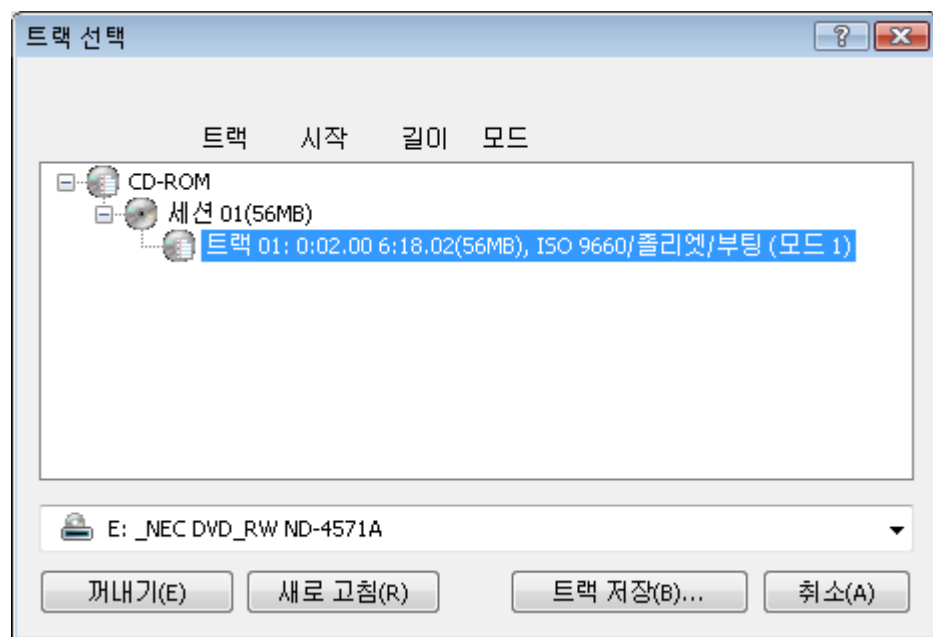 트랙 선택
트랙 시작 길이 모드
CD-ROM
세션 01(56MB)
트랙 01: 0:02.00 6:18.02(56MB), ISO 9660/졸리엣/부팅 (모드 1)
E: _NEC DVD_RW ND-4571A
꺼내기(E) 새로 고침(R) 트랙 저장(B)... 취소(A)